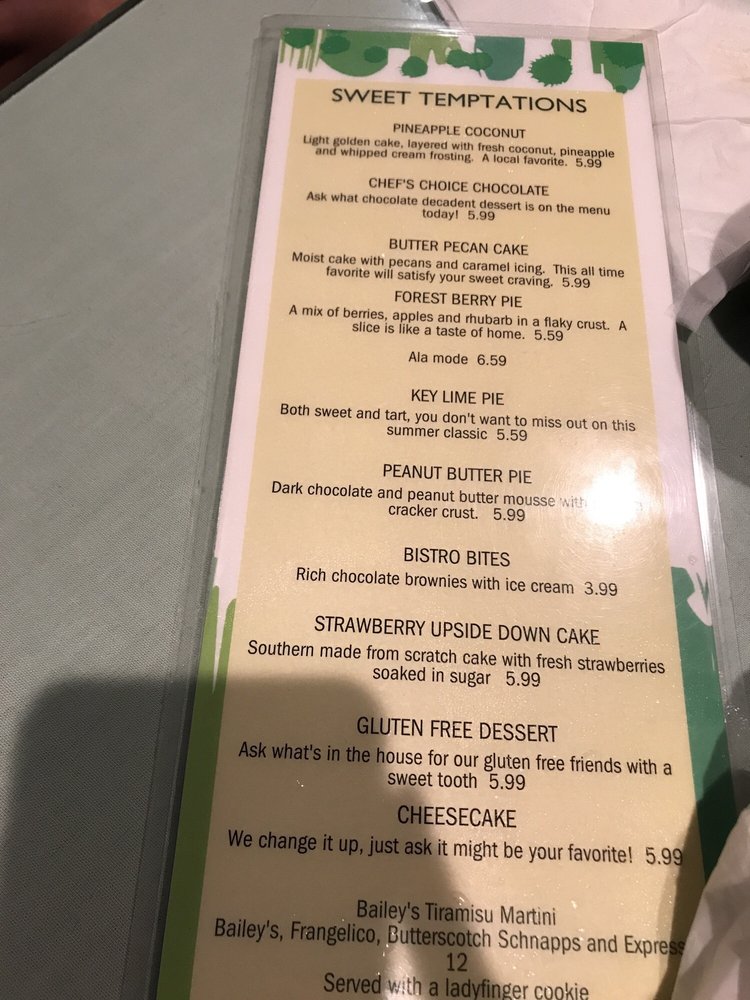 SWEET TEMPTATIONS
PINEAPPLE COCONUT
Light golden cake, layered with fresh coconut, pineapple
and whipped cream frosting. A local favorite. 5.99
CHEF'S CHOICE CHOCOLATE
Ask what chocolate decadent dessert is on the menu
today! 5.99
BUTTER PECAN CAKE
Moist cake with pecans and caramel icing. This all time
favorite will satisfy your sweet craving. 5.99
FOREST BERRY PIE
A mix of berries, apples and rhubarb in a flaky crust. A
slice is like a taste of home. 5.59
Ala mode 6.59
KEY LIME PIE
Both sweet and tart, you don't want to miss out on this
summer classic 5.59
PEANUT BUTTER PIE
Dark chocolate and peanut butter mousse with
cracker crust. 5.99
BISTRO BITES
Rich chocolate brownies with ice cream 3.99
STRAWBERRY UPSIDE DOWN CAKE
Southern made from scratch cake with fresh strawberries
soaked in sugar 5.99
GLUTEN FREE DESSERT
Ask what's in the house for our gluten free friends with a
sweet tooth 5.99
CHEESECAKE
We change it up, just ask it might be your favorite! 5.99
Bailey's Tiramisu Martini
Bailey's, Frangelico, Butterscotch Schnapps and Express
12
Served with a ladyfinger cookie